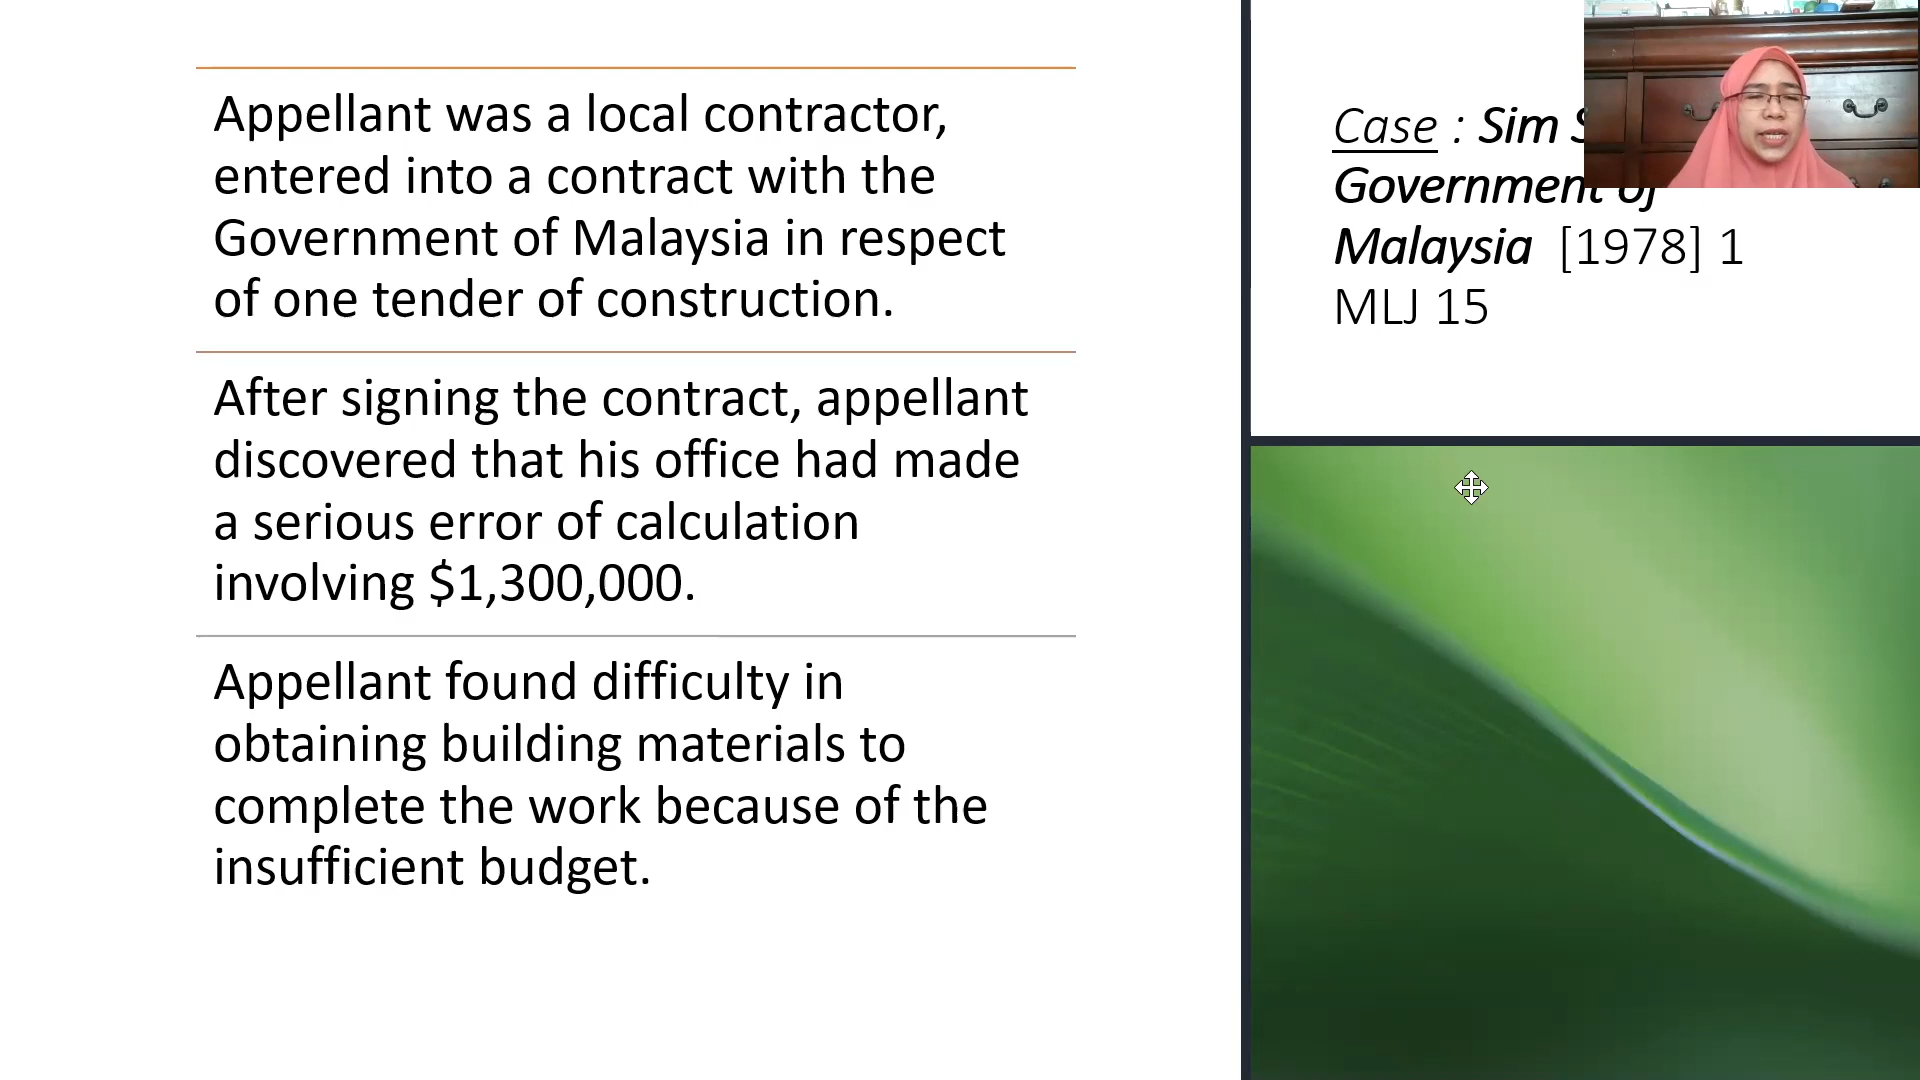 Appellant was a local contractor,
entered into a contract with the
Government of Malaysia in respect
of one tender of construction.
After signing the contract, appellant
discovered that his office had made
a serious error of calculation
involving $1,300,000.
Appellant found difficulty in
obtaining building materials to
complete the work because of the
insufficient budget.
Case : Sim
Government of
Malaysia [1978] 1
MLJ 15